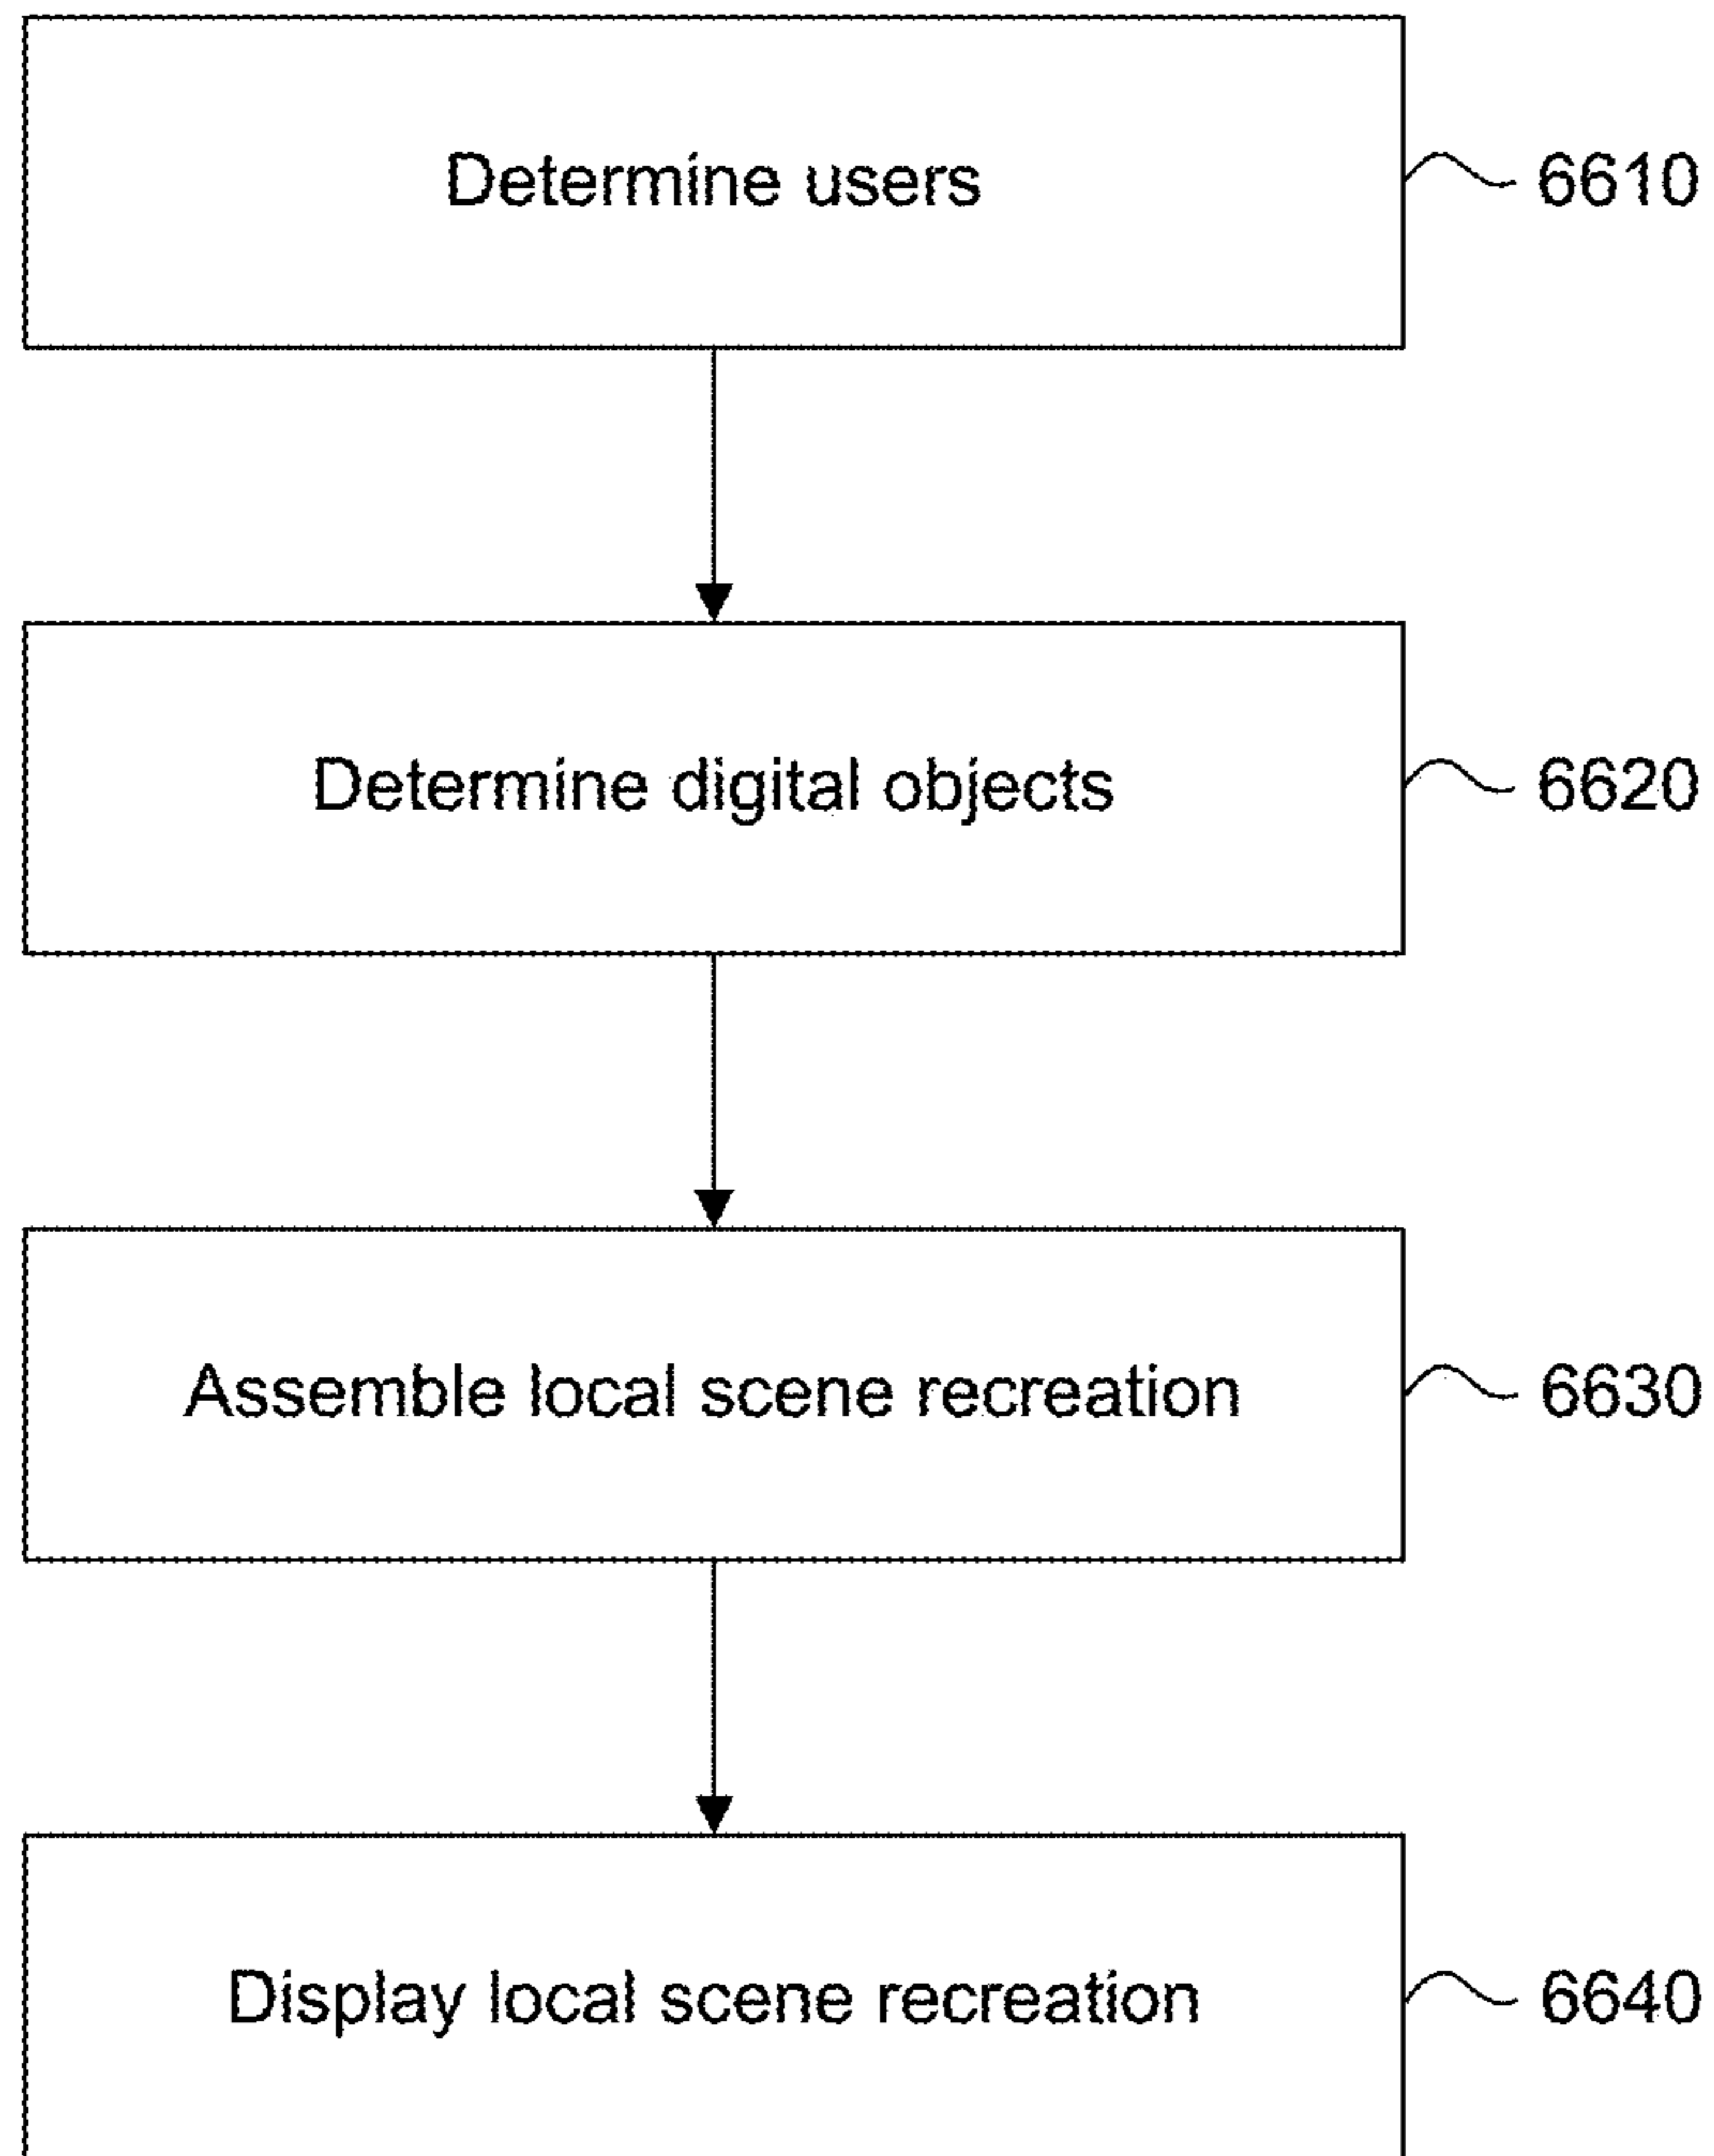 Determine users
6610
Determine digital objects
6620
Assemble local scene recreation
6630
Display local scene recreation
6640